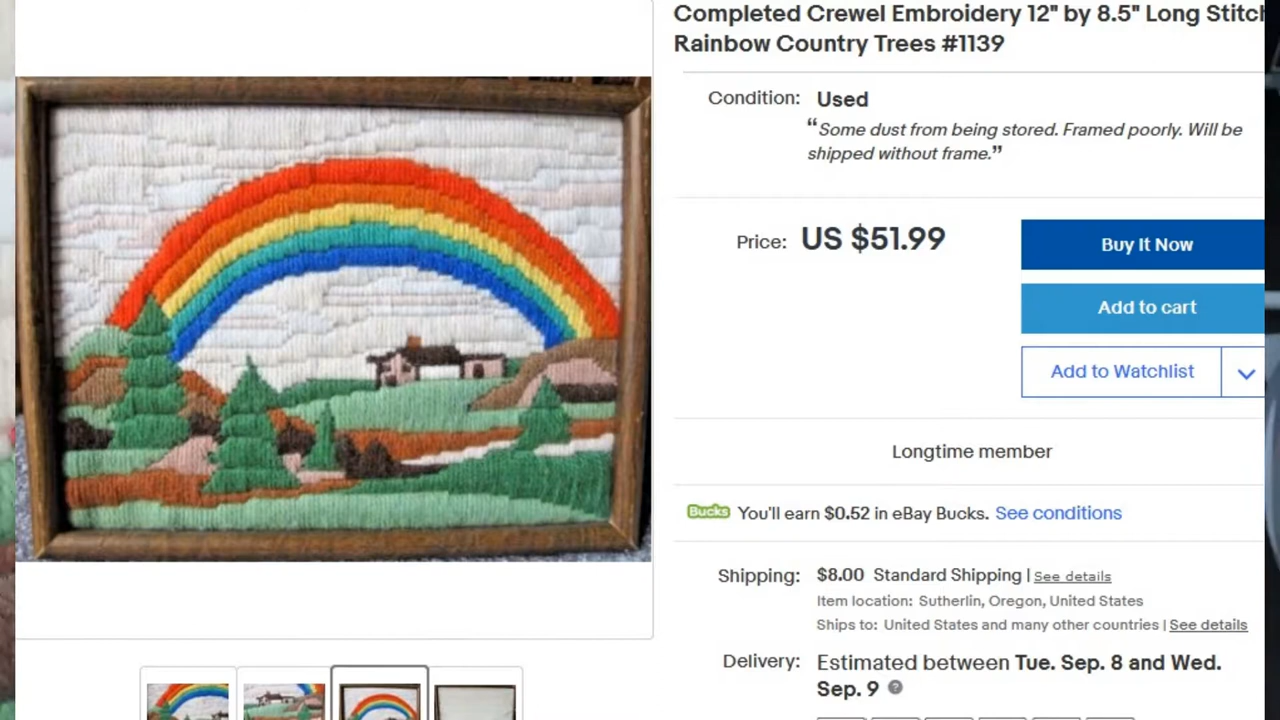 Completed Crewel Embroidery 12" by 8.5" Long Stitch
Rainbow Country Trees #1139
Condition: Used
“Some dust from being stored. Framed poorly. Will be
shipped without frame.”
Price: US $51.99
Buy It Now
Add to cart
Add to Watchlist
Longtime member
Bucks You'll earn $0.52 in eBay Bucks. See conditions
Shipping: $8.00 Standard Shipping | See details
Item location: Sutherlin, Oregon, United States
Ships to: United States and many other countries | See details
Delivery: Estimated between Tue. Sep. 8 and Wed.
Sep. 9 ?